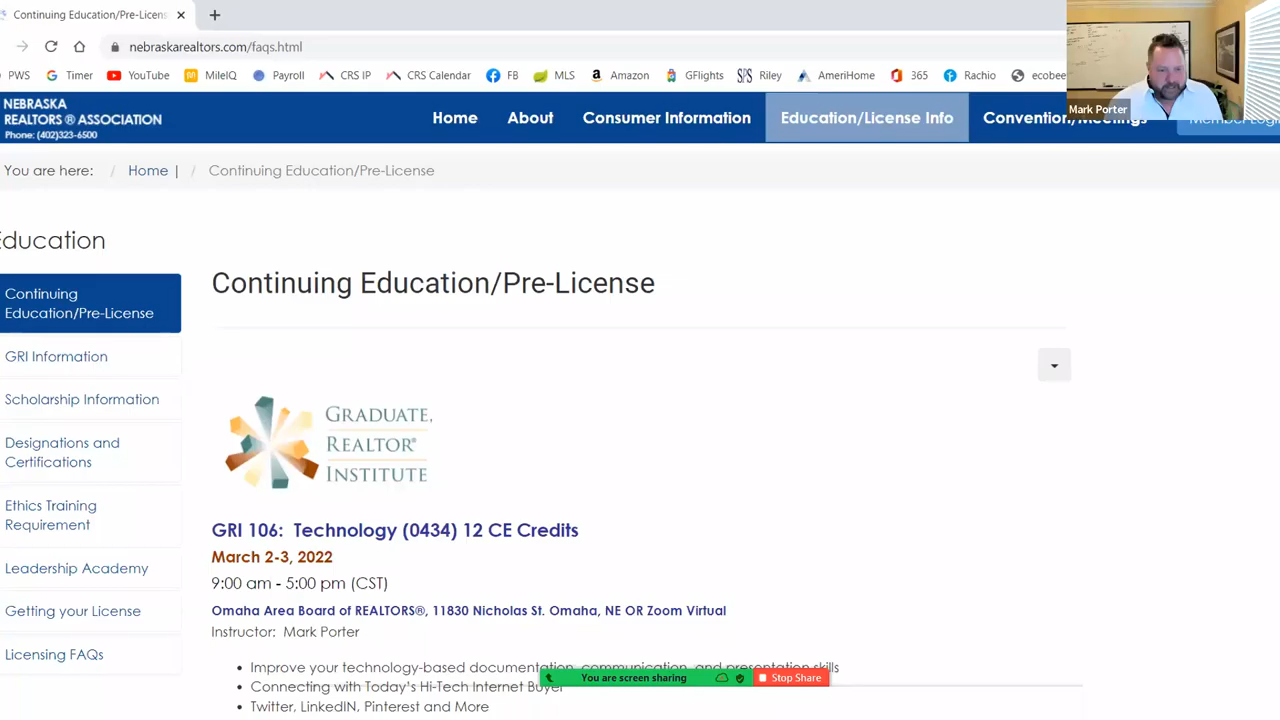 Continuing Education/Pre-Licens
nebraskarealtors.com/faqs.html
PWS Timer YouTube MileIQ Payroll CRS IP CRS Calendar FB MLS Amazon GFlights SPS Riley AmeriHome 365 Rachio ecobee
Mark Porter
NEBRASKA
REALTORS® ASSOCIATION
Phone: (402)323-6500
Home About Consumer Information Education/License Info Convention/Meetings Member Login
You are here: / Home | / Continuing Education/Pre-License
Education
Continuing
Education/Pre-License
GRI Information
Scholarship Information
Designations and
Certifications
Ethics Training
Requirement
Leadership Academy
Getting your License
Licensing FAQs
Continuing Education/Pre-License
GRADUATE,
REALTOR®
INSTITUTE
GRI 106: Technology (0434) 12 CE Credits
March 2-3, 2022
9:00 am - 5:00 pm (CST)
Omaha Area Board of REALTORS®, 11830 Nicholas St. Omaha, NE OR Zoom Virtual
Instructor: Mark Porter
• Improve your technology-based documentation, communication, and presentation skills
• Connecting with Today's Hi-Tech Internet Buyer
• Twitter, LinkedIN, Pinterest and More
You are screen sharing Stop Share